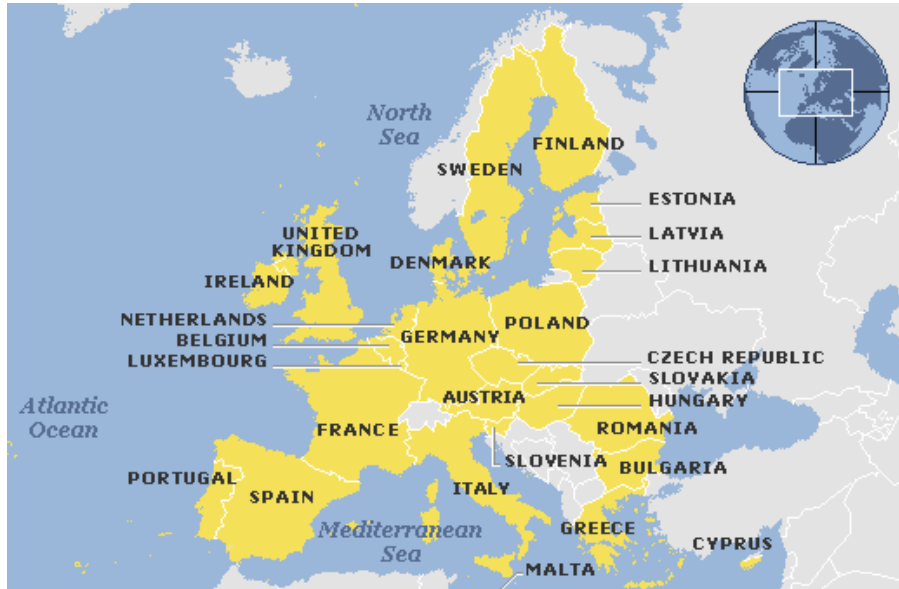 North
Sea
FINLAND
SWEDEN
ESTONIA
UNITED
KINGDOM
LATVIA
DENMARK
LITHUANIA
IRELAND
NETHERLANDS
GERMANY
POLAND
BELGIUM
LUXEMBOURG
CZECH REPUBLIC
SLOVAKIA
AUSTRIA
HUNGARY
Atlantic
Ocean
FRANCE
ROMANIA
SLOVENIA
BULGARIA
PORTUGAL
SPAIN
ITALY
Mediterranean
Sea
GREECE
CYPRUS
MALTA